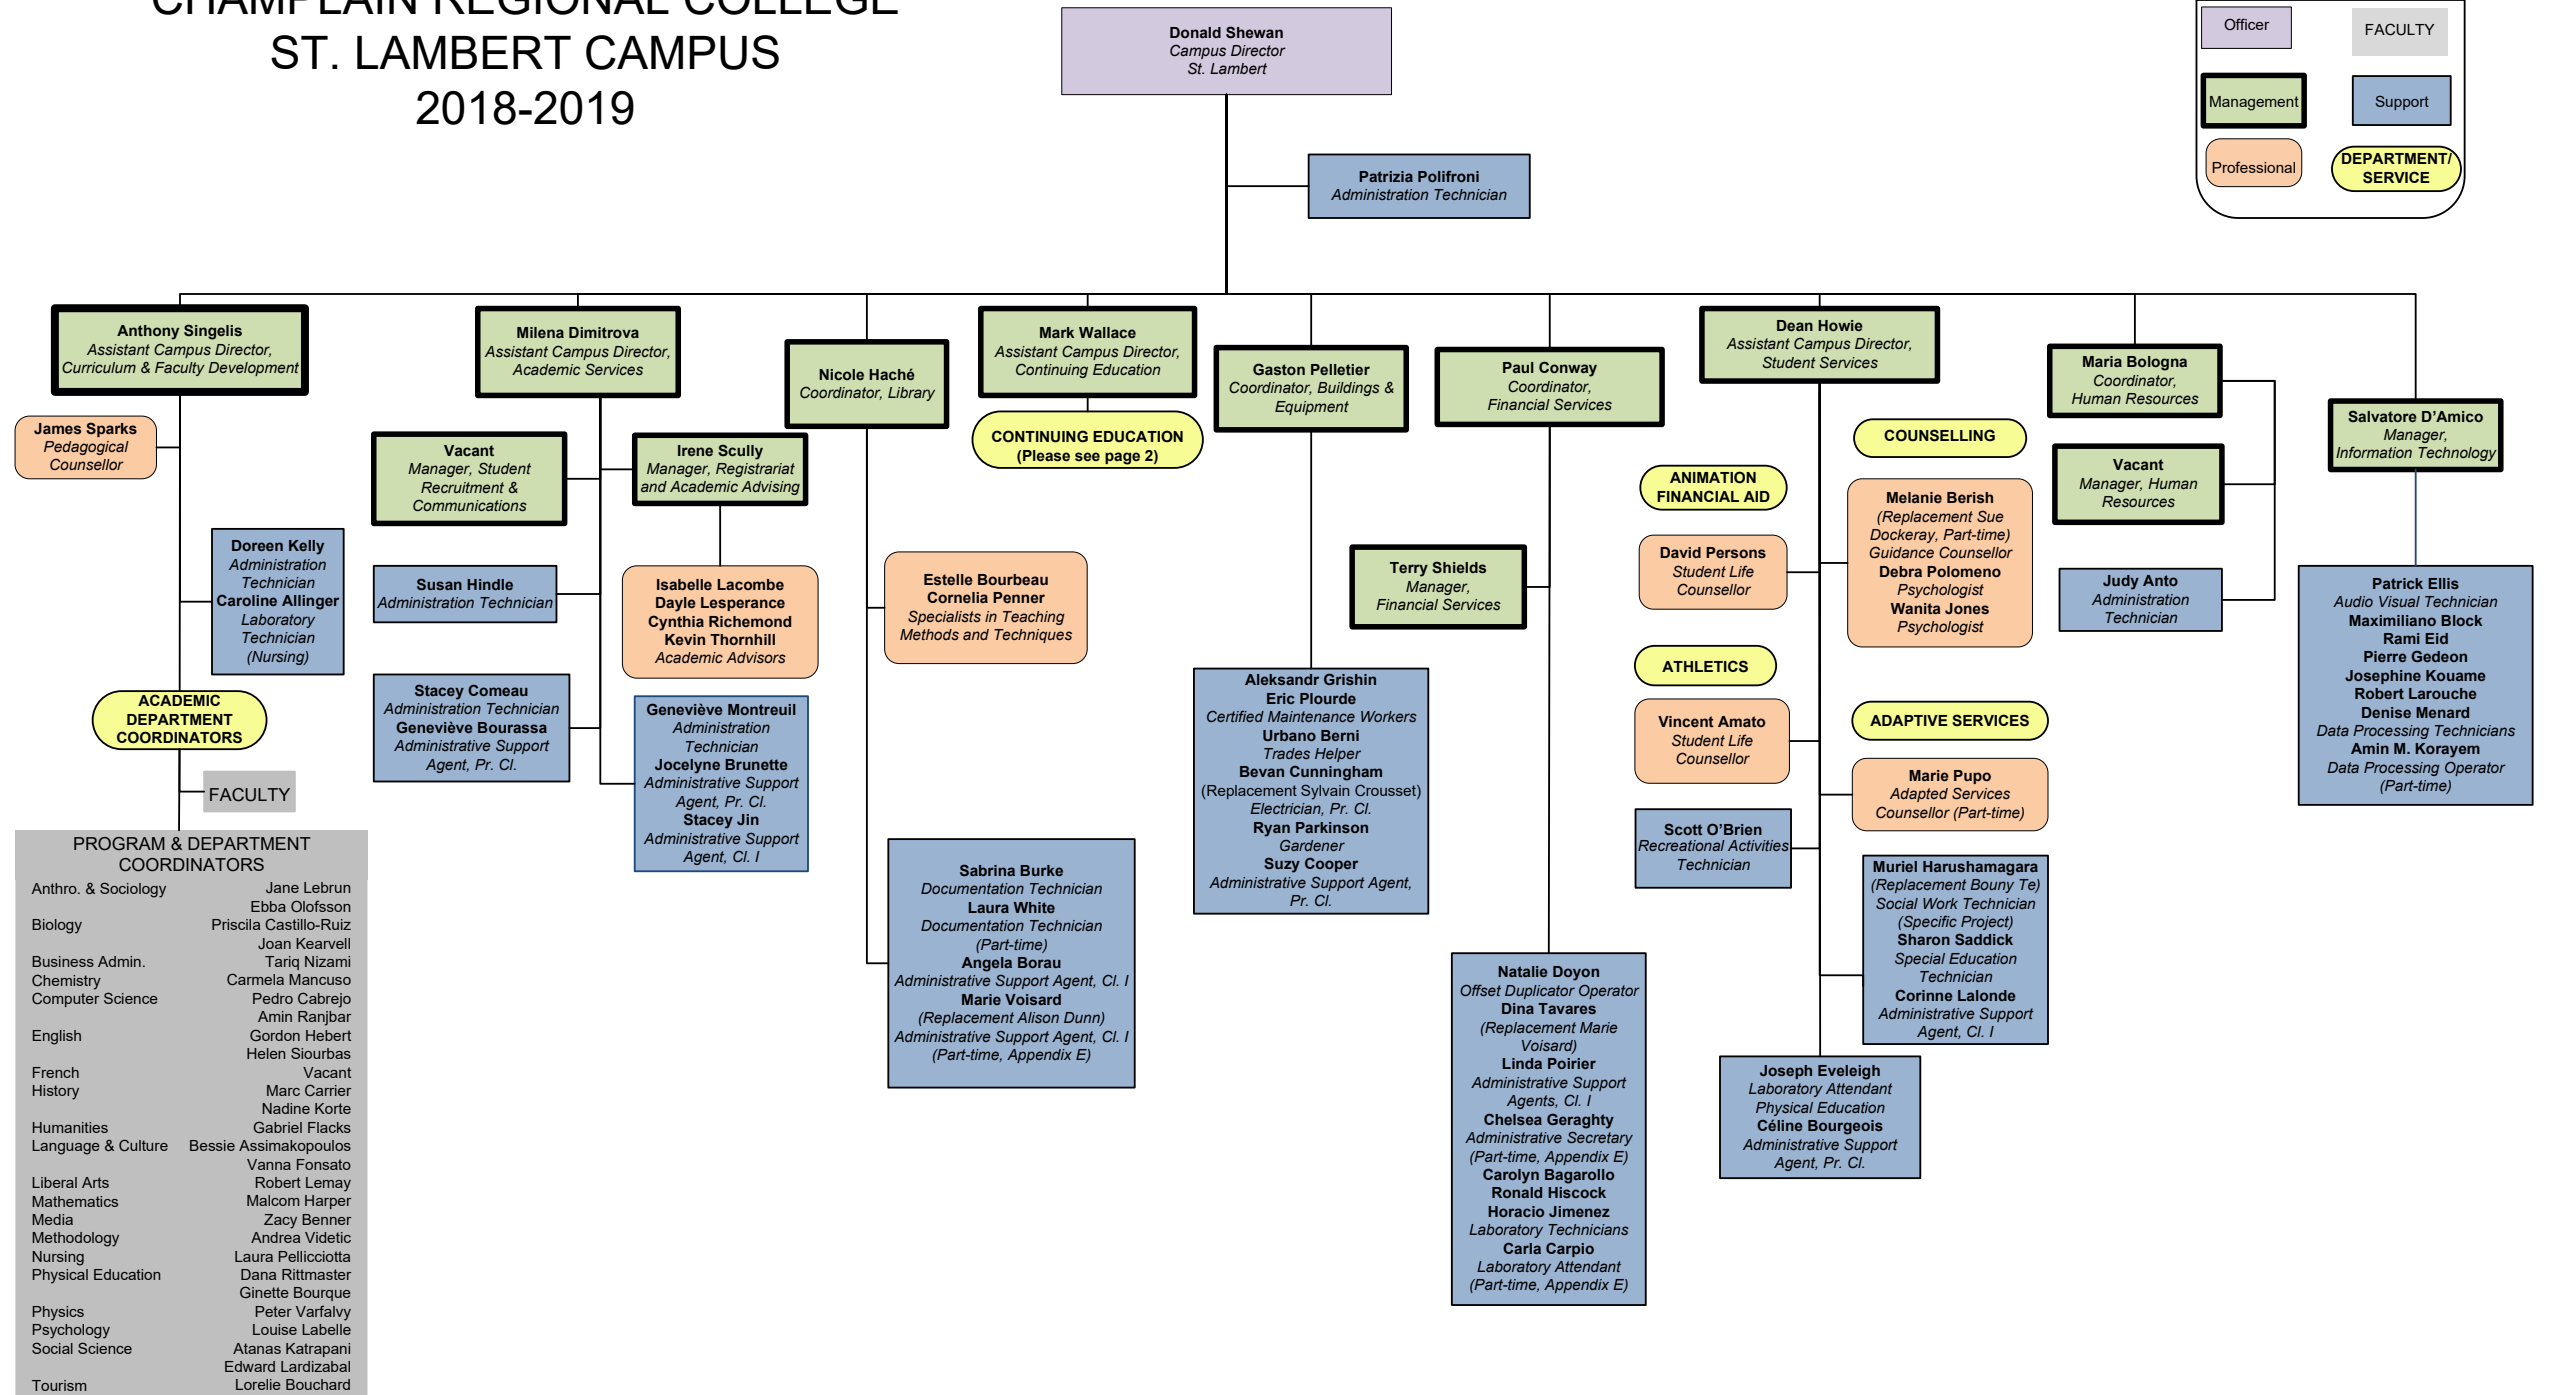 CHAMPLAIN REGIONAL COLLEGE
ST. LAMBERT CAMPUS
2018-2019
Donald Shewan
Campus Director
St. Lambert
Officer
FACULTY
Management
Support
Professional
DEPARTMENT/
SERVICE
Patrizia Polifroni
Administration Technician
Anthony Singelis
Assistant Campus Director,
Curriculum & Faculty Development
James Sparks
Pedagogical
Counsellor
Doreen Kelly
Administration
Technician
Caroline Allinger
Laboratory
Technician
(Nursing)
ACADEMIC
DEPARTMENT
COORDINATORS
FACULTY
PROGRAM & DEPARTMENT
COORDINATORS
Anthro. & Sociology Jane Lebrun
Ebba Olofsson
Biology Priscila Castillo-Ruiz
Joan Kearvell
Business Admin. Tariq Nizami
Chemistry Carmela Mancuso
Computer Science Pedro Cabrejo
Amin Ranjbar
English Gordon Hebert
Helen Siourbas
French Vacant
History Marc Carrier
Nadine Korte
Humanities Gabriel Flacks
Language & Culture Bessie Assimakopoulos
Vanna Fonsato
Liberal Arts Robert Lemay
Mathematics Malcom Harper
Media Zacy Benner
Methodology Andrea Videtic
Nursing Laura Pellicciotta
Physical Education Dana Rittmaster
Ginette Bourque
Physics Peter Varfalvy
Psychology Louise Labelle
Social Science Atanas Katrapani
Edward Lardizabal
Tourism Lorelie Bouchard
Milena Dimitrova
Assistant Campus Director,
Academic Services
Vacant
Manager, Student
Recruitment &
Communications
Irene Scully
Manager, Registrariat
and Academic Advising
Susan Hindle
Administration Technician
Isabelle Lacombe
Dayle Lesperance
Cynthia Richemond
Kevin Thornhill
Academic Advisors
Stacey Comeau
Administration Technician
Geneviève Bourassa
Administrative Support
Agent, Pr. Cl.
Geneviève Montreuil
Administration
Technician
Jocelyne Brunette
Administrative Support
Agent, Pr. Cl.
Stacey Jin
Administrative Support
Agent, Cl. I
Nicole Haché
Coordinator, Library
Estelle Bourbeau
Cornelia Penner
Specialists in Teaching
Methods and Techniques
Sabrina Burke
Documentation Technician
Laura White
Documentation Technician
(Part-time)
Angela Borau
Administrative Support Agent, Cl. I
Marie Voisard
(Replacement Alison Dunn)
Administrative Support Agent, Cl. I
(Part-time, Appendix E)
Mark Wallace
Assistant Campus Director,
Continuing Education
CONTINUING EDUCATION
(Please see page 2)
Gaston Pelletier
Coordinator, Buildings &
Equipment
Aleksandr Grishin
Eric Plourde
Certified Maintenance Workers
Urbano Berni
Trades Helper
Bevan Cunningham
(Replacement Sylvain Crousset)
Electrician, Pr. Cl.
Ryan Parkinson
Gardener
Suzy Cooper
Administrative Support Agent,
Pr. Cl.
Paul Conway
Coordinator,
Financial Services
Terry Shields
Manager,
Financial Services
Natalie Doyon
Offset Duplicator Operator
Dina Tavares
(Replacement Marie
Voisard)
Linda Poirier
Administrative Support
Agents, Cl. I
Chelsea Geraghty
Administrative Secretary
(Part-time, Appendix E)
Carolyn Bagarollo
Ronald Hiscock
Horacio Jimenez
Laboratory Technicians
Carla Carpio
Laboratory Attendant
(Part-time, Appendix E)
Dean Howie
Assistant Campus Director,
Student Services
ANIMATION
FINANCIAL AID
David Persons
Student Life
Counsellor
ATHLETICS
Vincent Amato
Student Life
Counsellor
Scott O’Brien
Recreational Activities
Technician
COUNSELLING
Melanie Berish
(Replacement Sue
Dockeray, Part-time)
Guidance Counsellor
Debra Polomeno
Psychologist
Wanita Jones
Psychologist
ADAPTIVE SERVICES
Marie Pupo
Adapted Services
Counsellor (Part-time)
Muriel Harushamagara
(Replacement Bouny Te)
Social Work Technician
(Specific Project)
Sharon Saddick
Special Education
Technician
Corinne Lalonde
Administrative Support
Agent, Cl. I
Joseph Eveleigh
Laboratory Attendant
Physical Education
Céline Bourgeois
Administrative Support
Agent, Pr. Cl.
Maria Bologna
Coordinator,
Human Resources
Vacant
Manager, Human
Resources
Judy Anto
Administration
Technician
Salvatore D’Amico
Manager,
Information Technology
Patrick Ellis
Audio Visual Technician
Maximiliano Block
Rami Eid
Pierre Gedeon
Josephine Kouame
Robert Larouche
Denise Menard
Data Processing Technicians
Amin M. Korayem
Data Processing Operator
(Part-time)